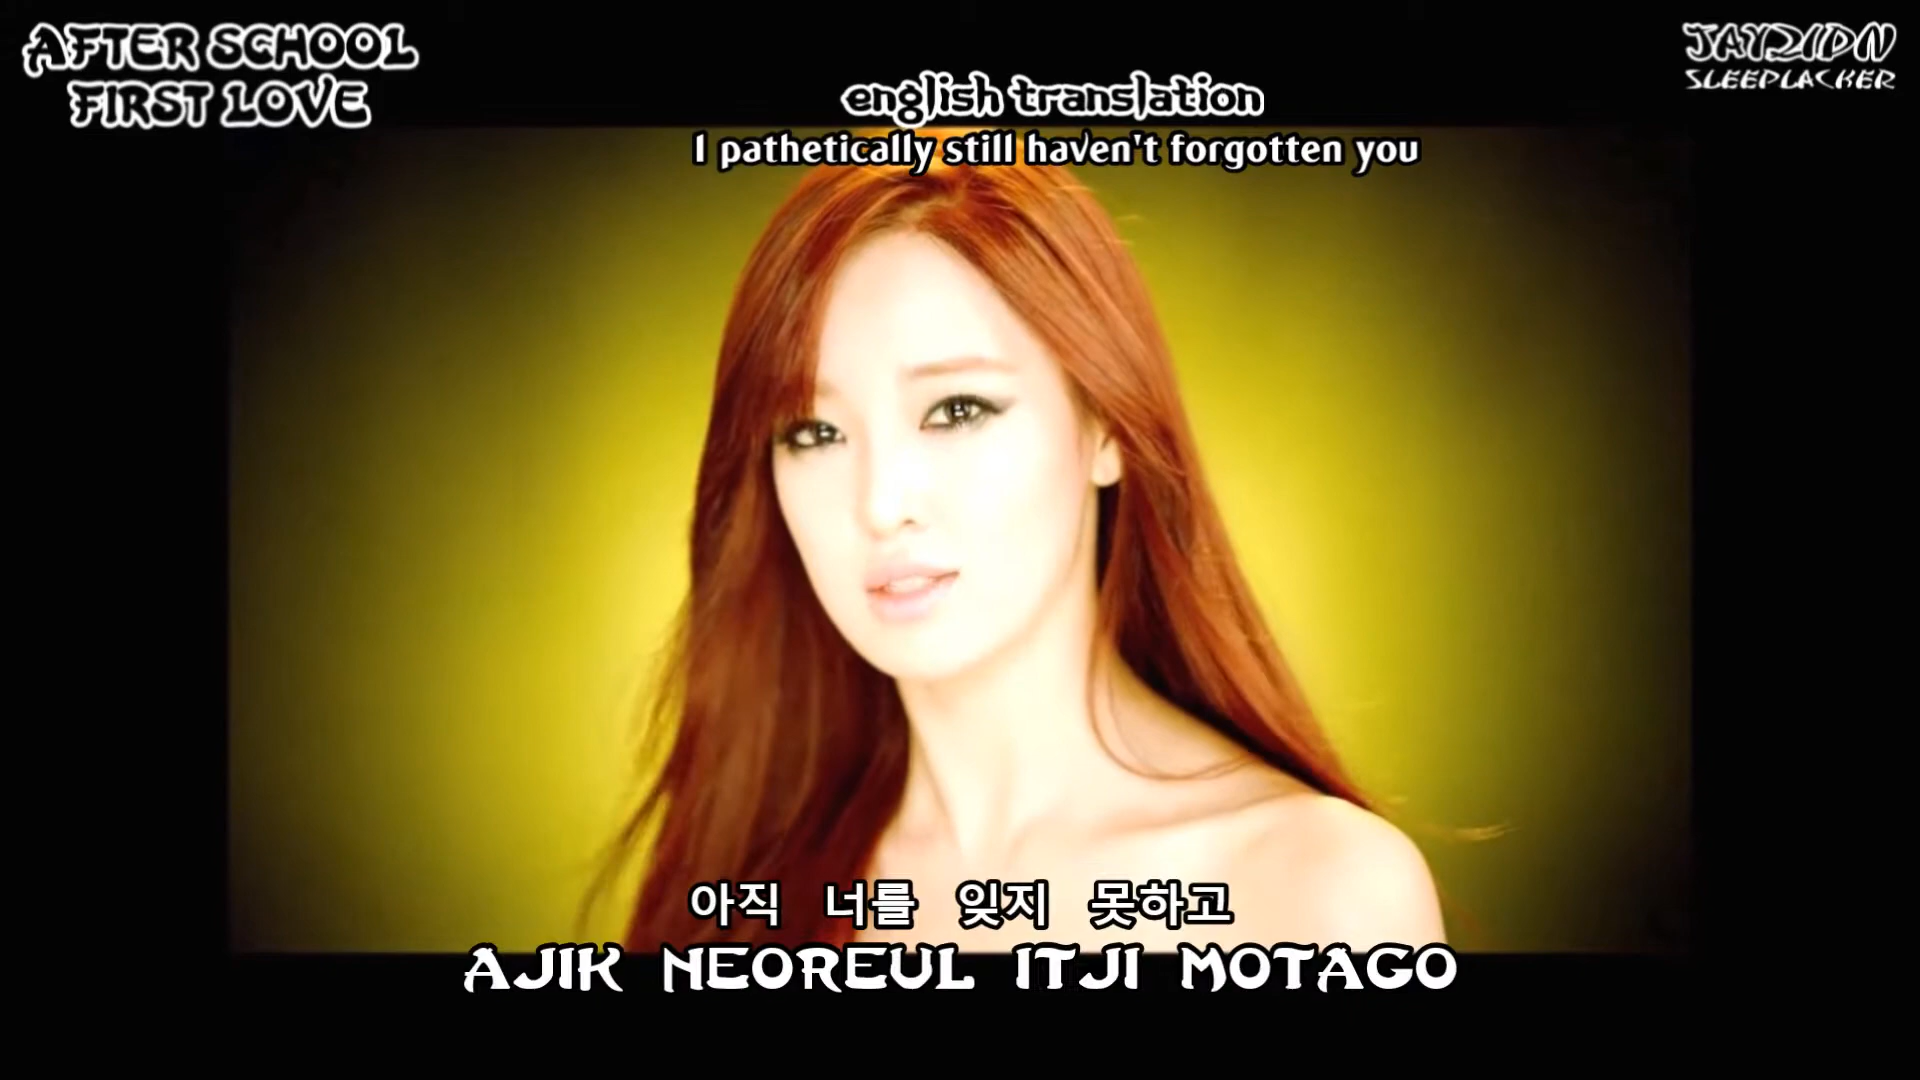 AFTER SCHOOL
FIRST LOVE
JAY2IDN
SLEEPLACKER
english translation
I pathetically still haven't forgotten you
아직 너를 잊지 못하고
AJIK NEOREUL ITJI MOTAGO